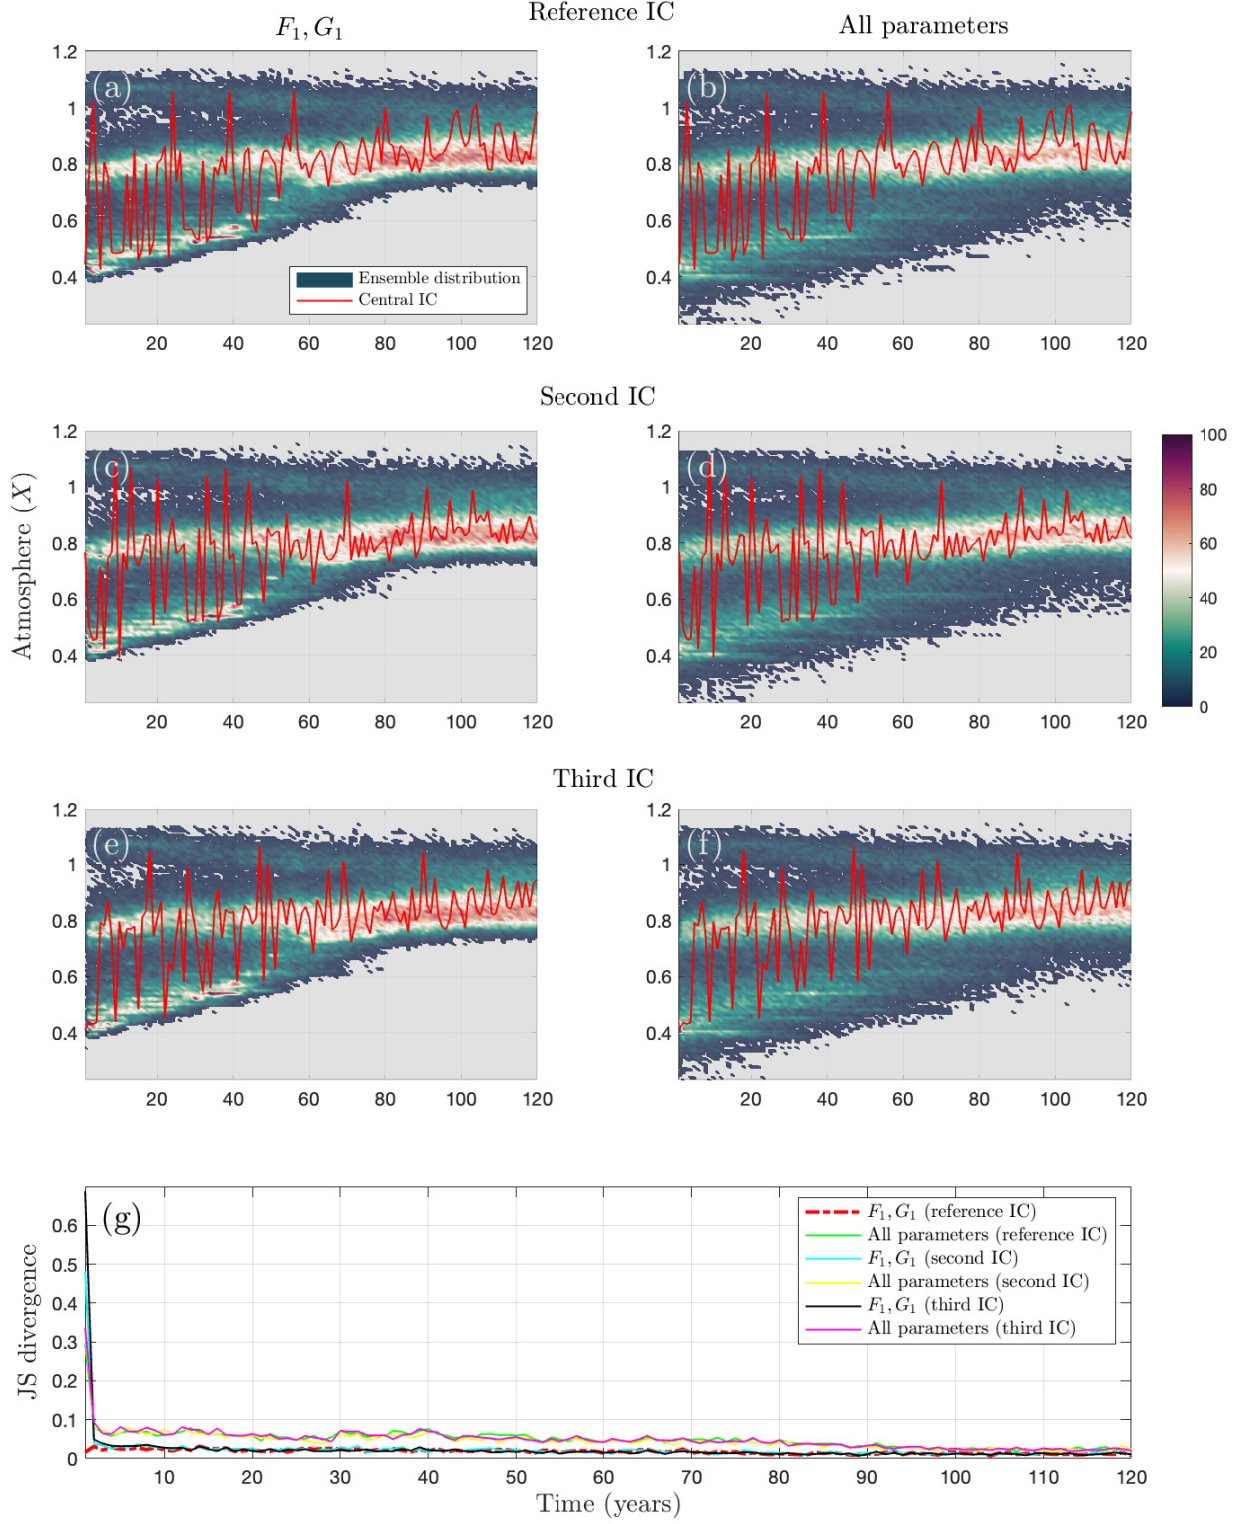 Reference IC
F₁, G₁
All parameters
(a)
1.2
1
0.8
0.6
0.4
Ensemble distribution
Central IC
20 40 60 80 100 120
(b)
1.2
1
0.8
0.6
0.4
20 40 60 80 100 120
Second IC
Atmosphere (X)
(c)
1.2
1
0.8
0.6
0.4
20 40 60 80 100 120
(d)
1.2
1
0.8
0.6
0.4
20 40 60 80 100 120
100
80
60
40
20
0
Third IC
(e)
1.2
1
0.8
0.6
0.4
20 40 60 80 100 120
(f)
1.2
1
0.8
0.6
0.4
20 40 60 80 100 120
(g)
JS divergence
0.6
0.5
0.4
0.3
0.2
0.1
0
F₁, G₁ (reference IC)
All parameters (reference IC)
F₁, G₁ (second IC)
All parameters (second IC)
F₁, G₁ (third IC)
All parameters (third IC)
10 20 30 40 50 60 70 80 90 100 110 120
Time (years)